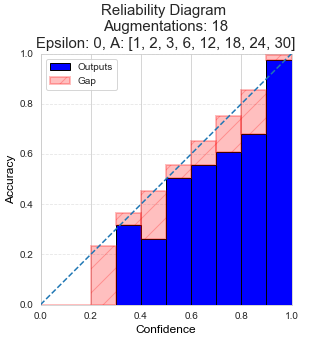 Reliability Diagram
Augmentations: 18
Epsilon: 0, A: [1, 2, 3, 6, 12, 18, 24, 30]
Outputs
Gap
1.0
0.8
0.6
0.4
0.2
0.0
Accuracy
0.0 0.2 0.4 0.6 0.8 1.0
Confidence